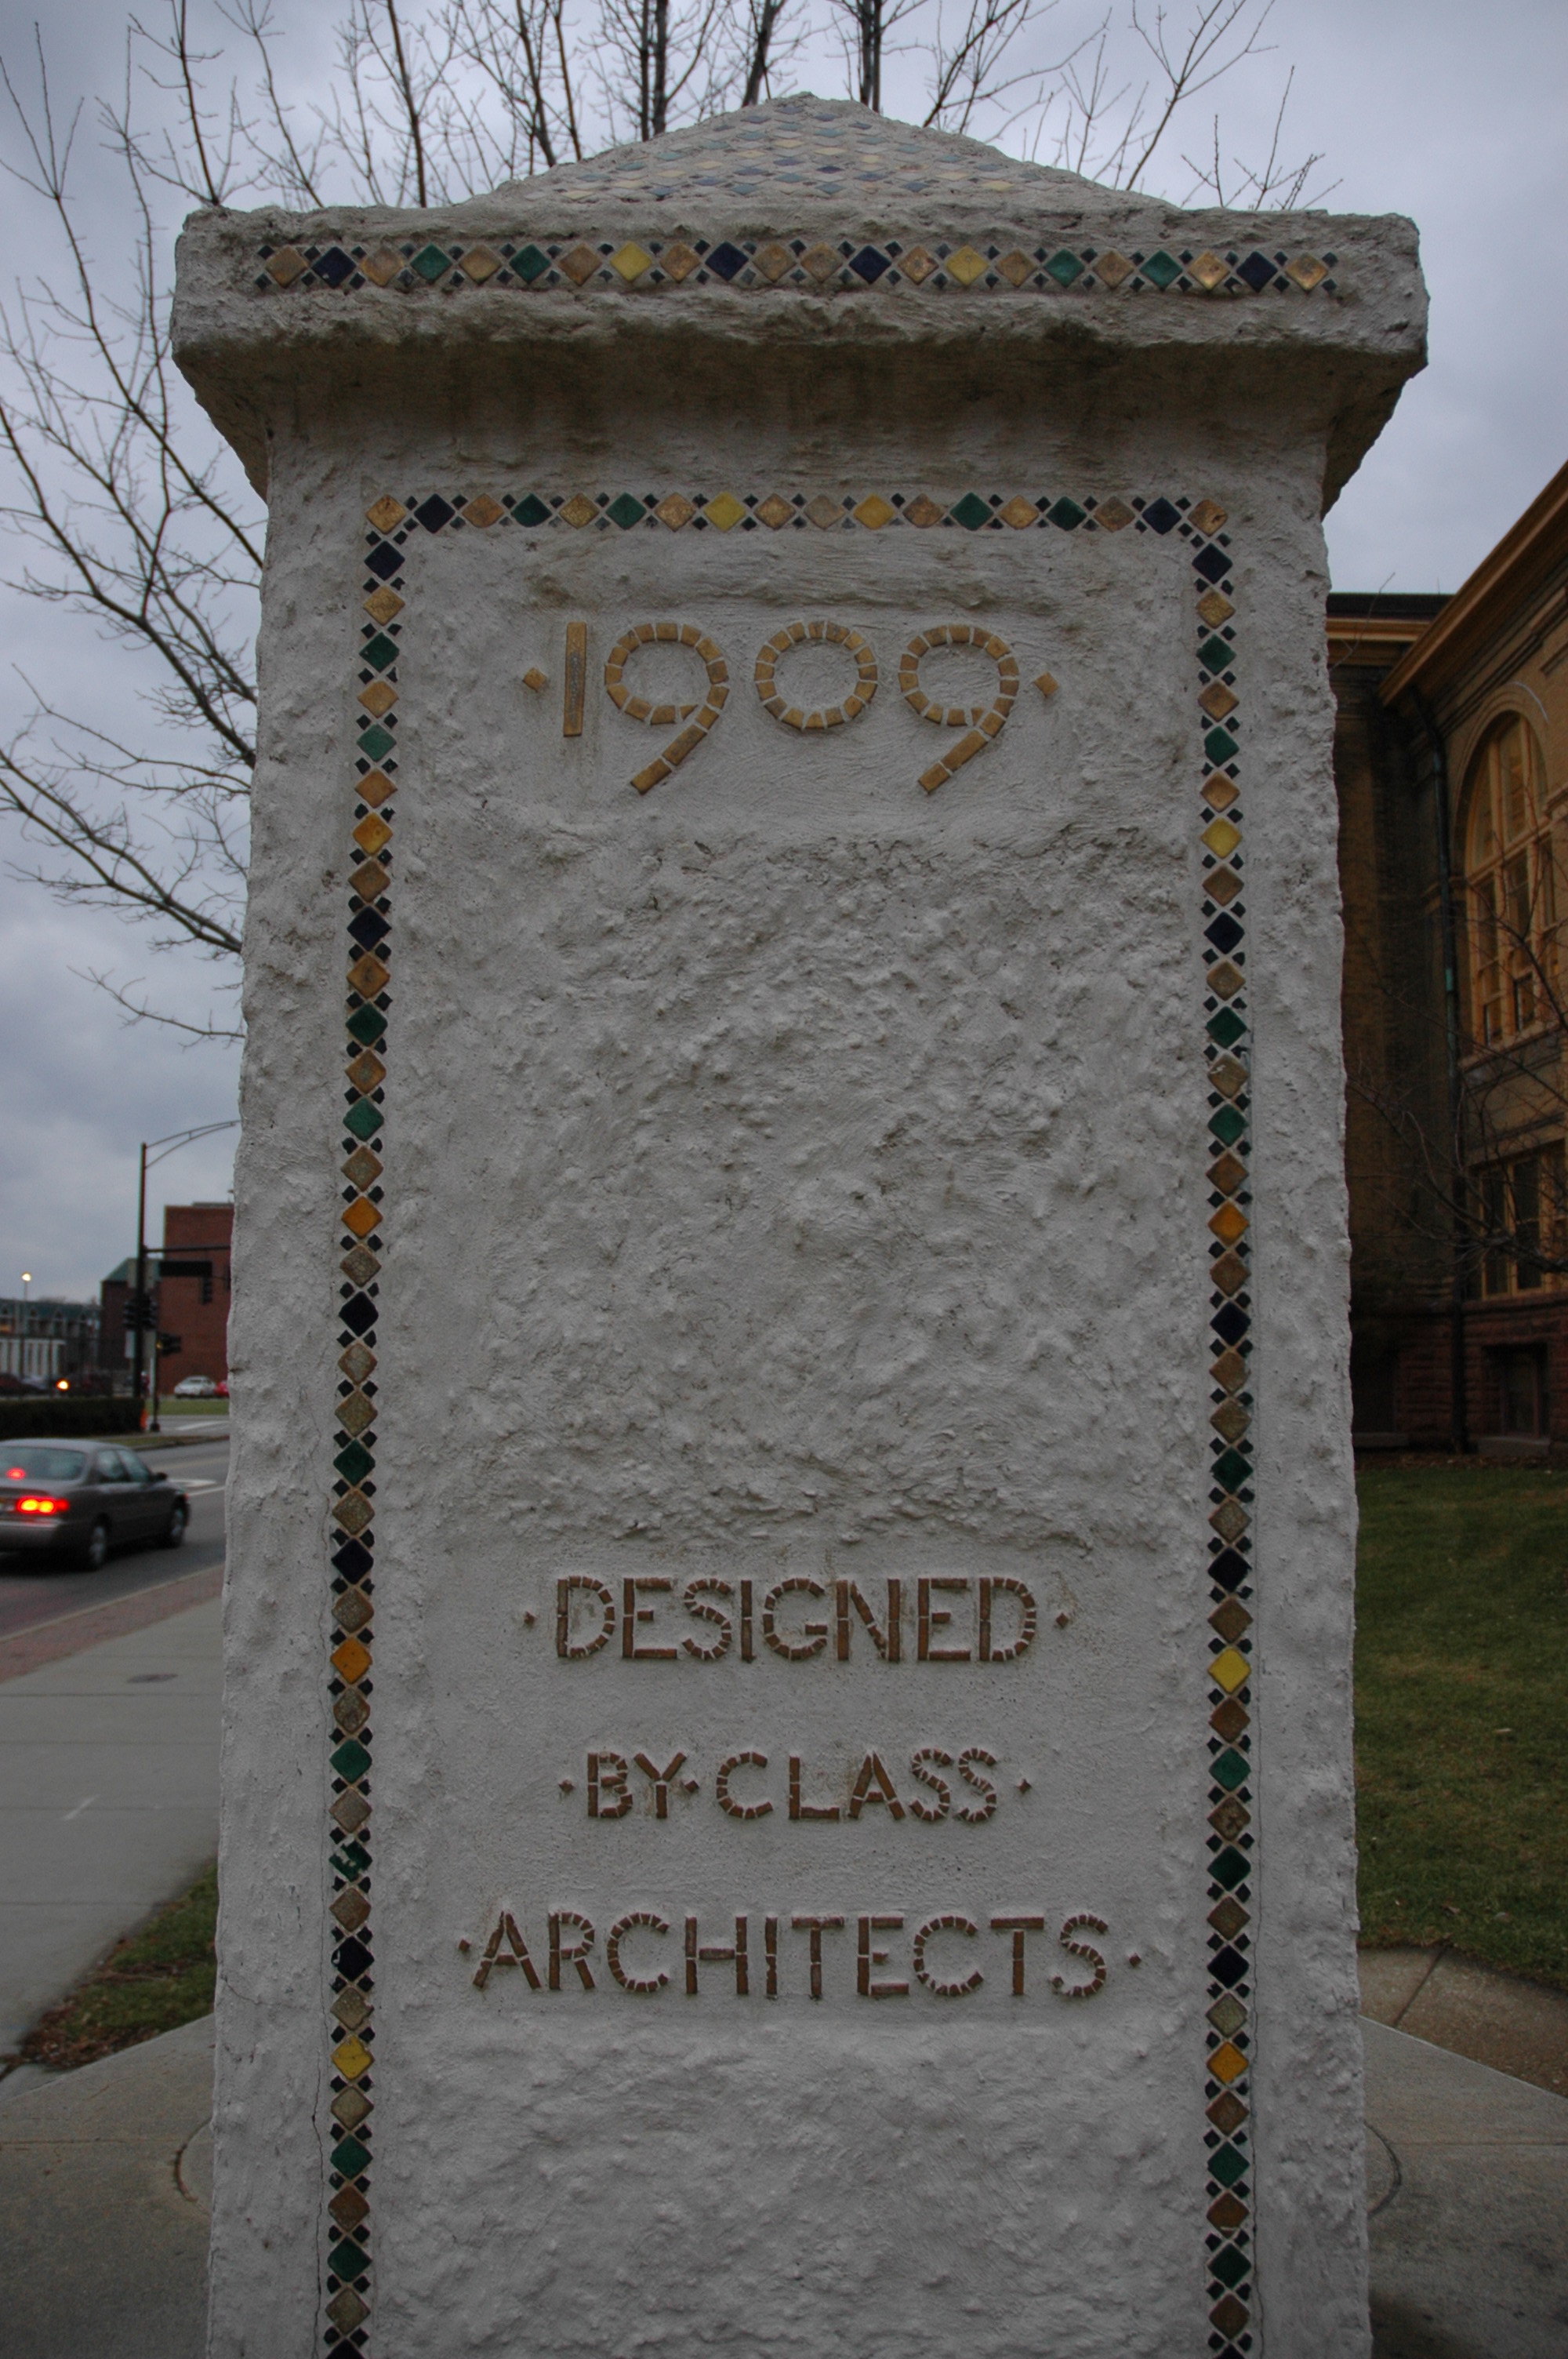 ·1909·
·DESIGNED·
·BY·CLASS·
·ARCHITECTS·